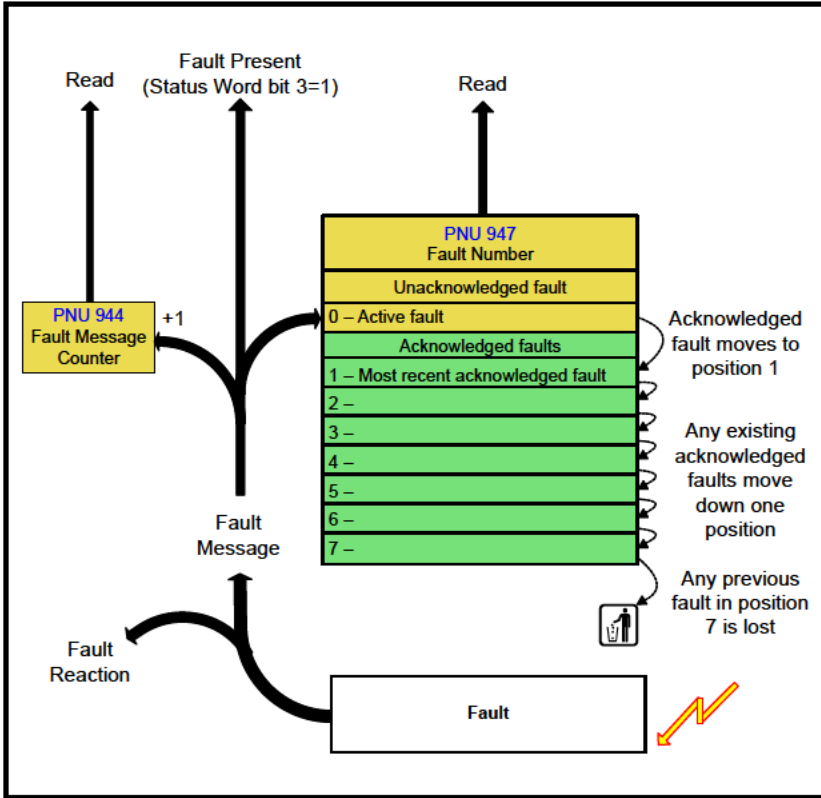 Fault Present
(Status Word bit 3=1)
Read
Read
PNU 947
Fault Number
Unacknowledged fault
0 – Active fault
Acknowledged faults
1 – Most recent acknowledged fault
2 –
3 –
4 –
5 –
6 –
7 –
PNU 944
Fault Message
Counter
+1
Acknowledged
fault moves to
position 1
Any existing
acknowledged
faults move
down one
position
Any previous
fault in position
7 is lost
Fault
Message
Fault
Reaction
Fault